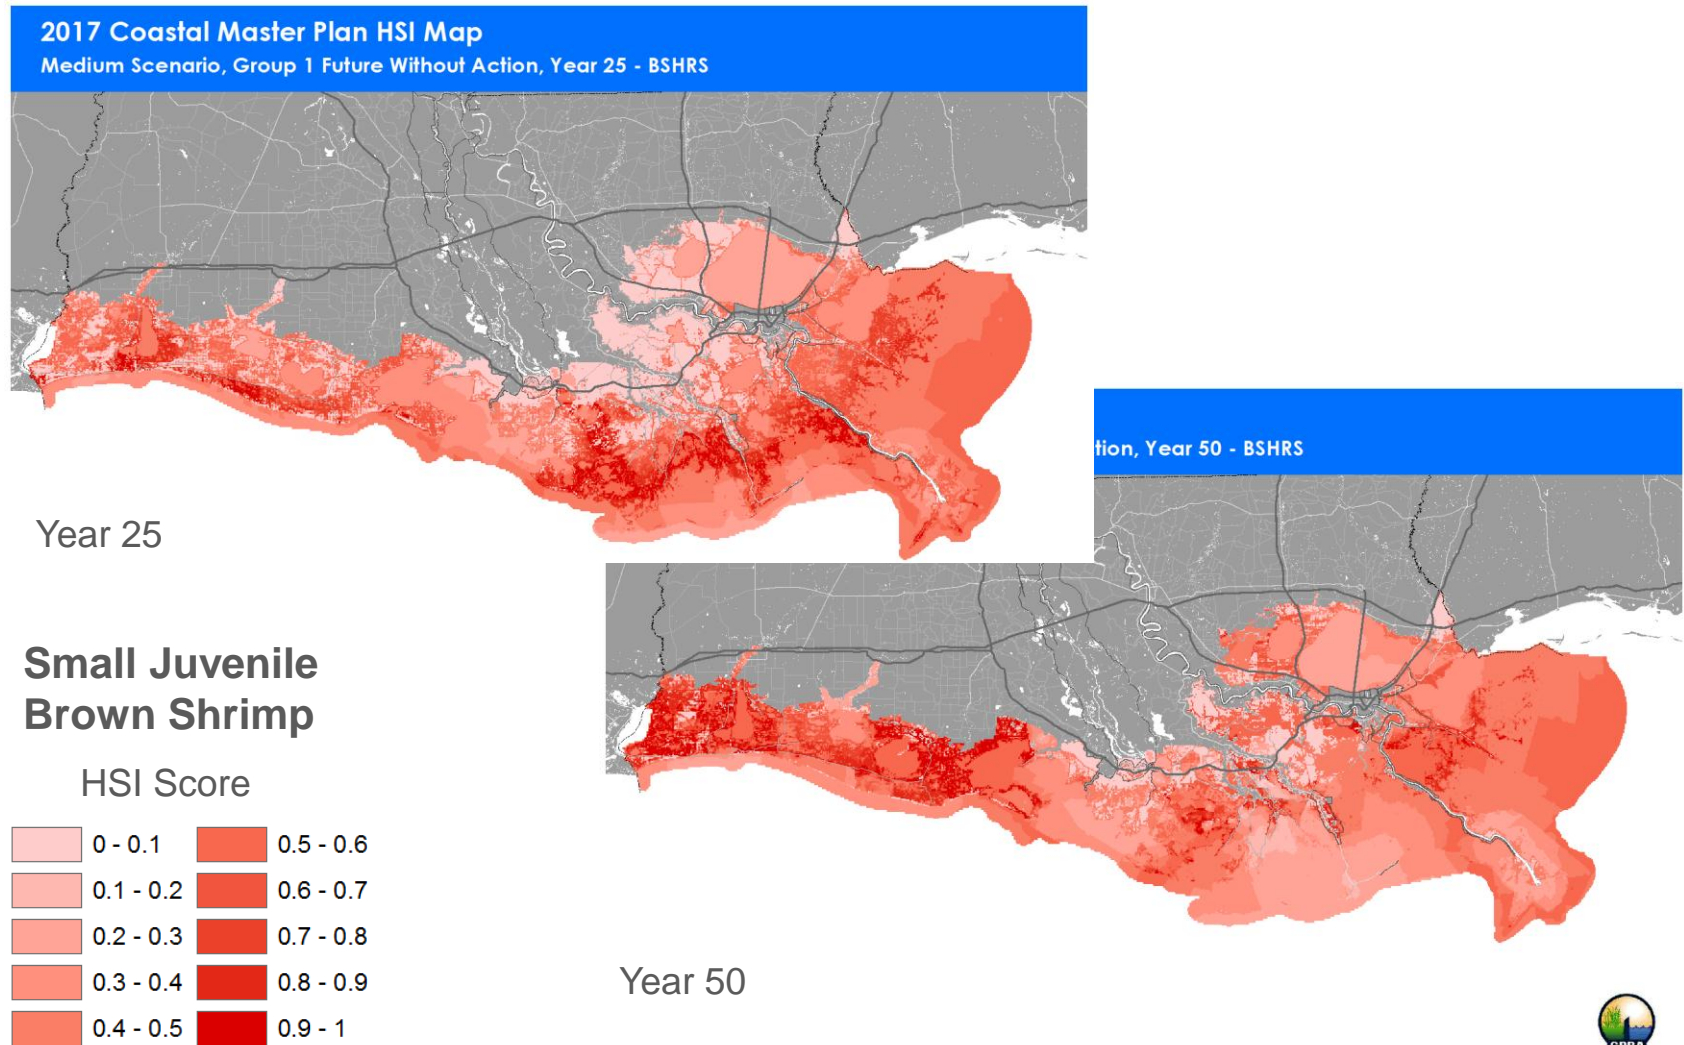 2017 Coastal Master Plan HSI Map
Medium Scenario, Group 1 Future Without Action, Year 25 - BSHRS
tion, Year 50 - BSHRS
Year 25
Small Juvenile
Brown Shrimp
HSI Score
0 - 0.1
0.5 - 0.6
0.1 - 0.2
0.6 - 0.7
0.2 - 0.3
0.7 - 0.8
0.3 - 0.4
0.8 - 0.9
0.4 - 0.5
0.9 - 1
Year 50